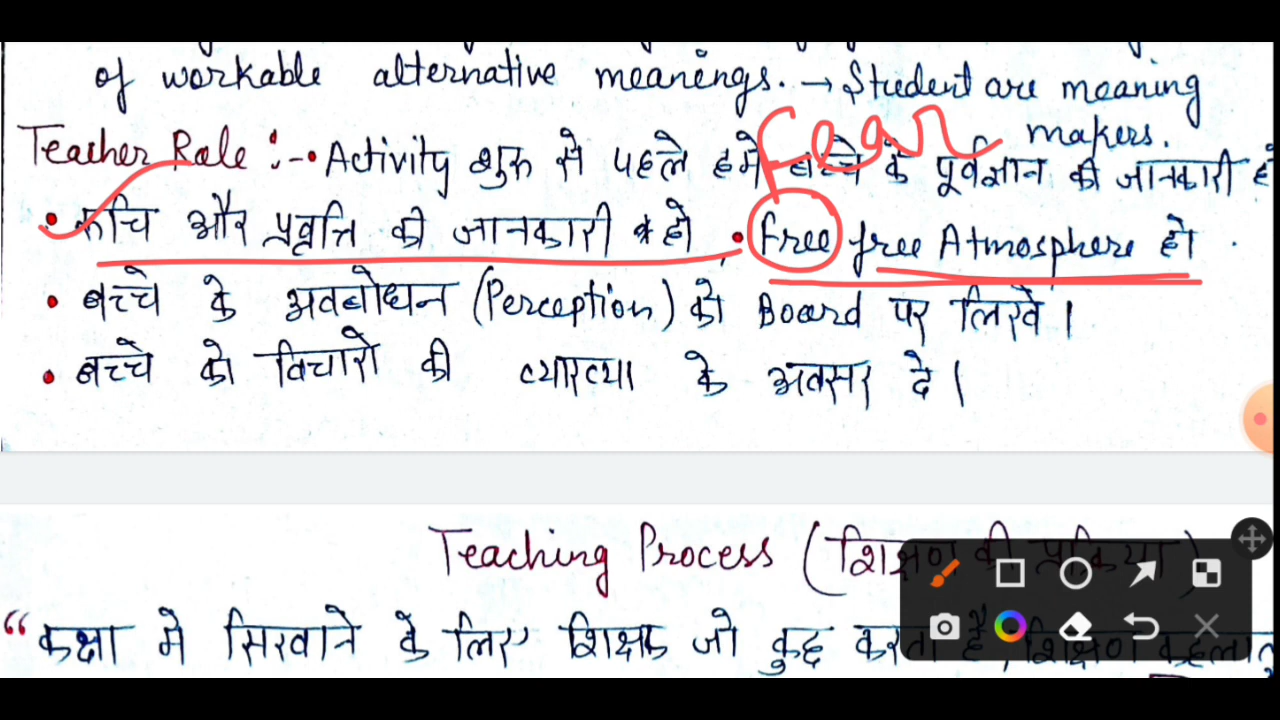 of workable alternative meanings. → Student are meaning
makers.
Fear
Teacher Role :- • Activity शुरू से पहले हमे बच्चे के पूर्वज्ञान की जानकारी हो
• रुचि और प्रवृत्ति की जानकारी हो, • Free free Atmosphere हो.
• बच्चे के अवबोधन (Perception) को Board पर लिखें।
• बच्चे को विचारो की व्याख्या के अवसर दे।
Teaching Process (शिक्षण की प्रक्रिया)
“कक्षा मे सिखाने के लिए शिक्षक जो कुछ करता है, शिक्षण